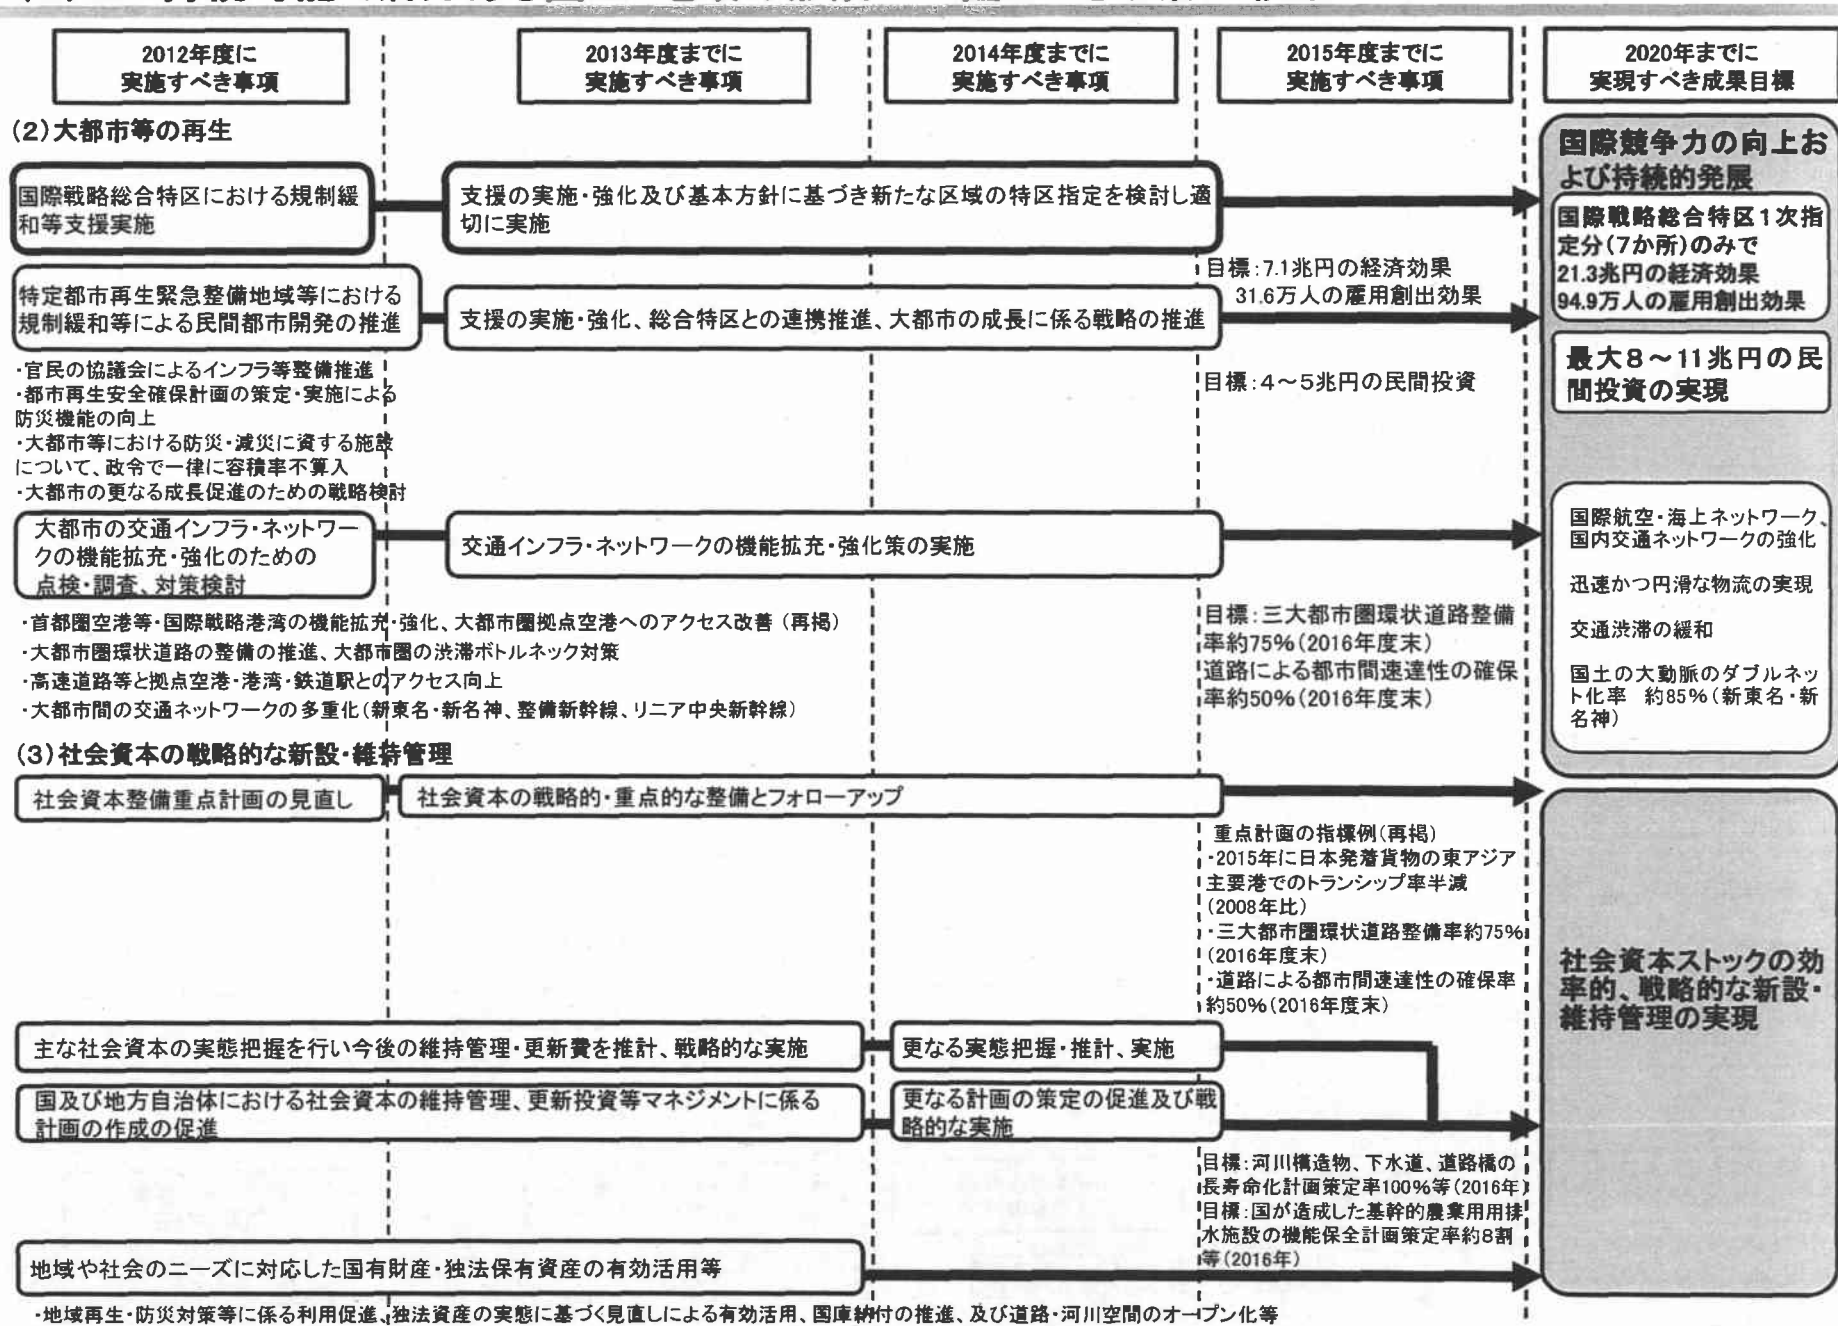 2012年度に
実施すべき事項
2013年度までに
実施すべき事項
2014年度までに
実施すべき事項
2015年度までに
実施すべき事項
2020年までに
実現すべき成果目標
(2)大都市等の再生
国際戦略総合特区における規制緩
和等支援実施
支援の実施・強化及び基本方針に基づき新たな区域の特区指定を検討し適
切に実施
目標:7.1兆円の経済効果
31.6万人の雇用創出効果
特定都市再生緊急整備地域等における
規制緩和等による民間都市開発の推進
支援の実施・強化、総合特区との連携推進、大都市の成長に係る戦略の推進
・官民の協議会によるインフラ等整備推進
・都市再生安全確保計画の策定・実施による
防災機能の向上
・大都市等における防災・減災に資する施設
について、政令で一律に容積率不算入
・大都市の更なる成長促進のための戦略検討
目標:4~5兆円の民間投資
大都市の交通インフラ・ネットワー
クの機能拡充・強化のための
点検・調査、対策検討
交通インフラ・ネットワークの機能拡充・強化策の実施
・首都圏空港等・国際戦略港湾の機能拡充・強化、大都市圏拠点空港へのアクセス改善(再掲)
・大都市圏環状道路の整備の推進、大都市圏の渋滞ボトルネック対策
・高速道路等と拠点空港・港湾・鉄道駅とのアクセス向上
・大都市間の交通ネットワークの多重化(新東名・新名神、整備新幹線、リニア中央新幹線)
目標:三大都市圏環状道路整備
率約75%(2016年度末)
道路による都市間速達性の確保
率約50%(2016年度末)
国際競争力の向上お
よび持続的発展
国際戦略総合特区1次指
定分(7か所)のみで
21.3兆円の経済効果
94.9万人の雇用創出効果
最大8~11兆円の民
間投資の実現
国際航空・海上ネットワーク、
国内交通ネットワークの強化
迅速かつ円滑な物流の実現
交通渋滞の緩和
国土の大動脈のダブルネッ
ト化率 約85%(新東名・新
名神)
(3)社会資本の戦略的な新設・維持管理
社会資本整備重点計画の見直し
社会資本の戦略的・重点的な整備とフォローアップ
重点計画の指標例(再掲)
・2015年に日本発着貨物の東アジア
主要港でのトランシップ率半減
(2008年比)
・三大都市圏環状道路整備率約75%
(2016年度末)
・道路による都市間速達性の確保率
約50%(2016年度末)
主な社会資本の実態把握を行い今後の維持管理・更新費を推計、戦略的な実施
更なる実態把握・推計、実施
国及び地方自治体における社会資本の維持管理、更新投資等マネジメントに係る
計画の作成の促進
更なる計画の策定の促進及び戦
略的な実施
目標:河川構造物、下水道、道路橋の
長寿命化計画策定率100%等(2016年)
目標:国が造成した基幹的農業用用排
水施設の機能保全計画策定率約8割
等(2016年)
地域や社会のニーズに対応した国有財産・独法保有資産の有効活用等
・地域再生・防災対策等に係る利用促進、独法資産の実態に基づく見直しによる有効活用、国庫納付の推進、及び道路・河川空間のオープン化等
社会資本ストックの効
率的、戦略的な新設・
維持管理の実現